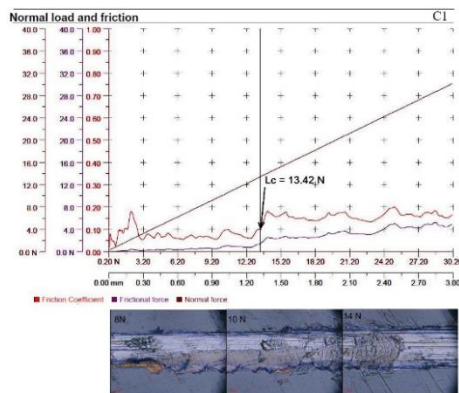 Normal load and friction C1
40.0 40.0 1.00
36.0 36.0 0.90
32.0 32.0 0.80
28.0 28.0 0.70
24.0 24.0 0.60
20.0 20.0 0.50
16.0 16.0 0.40
12.0 12.0 0.30
Lc = 13.42 N
8.0 8.0 0.20
4.0 4.0 0.10
0.0 N 0.0 N 0.00
0.20 N 3.20 6.20 9.20 12.20 15.20 18.20 21.20 24.20 27.20 30.20
0.00 mm 0.30 0.60 0.90 1.20 1.50 1.80 2.10 2.40 2.70 3.00
Friction Coefficient Frictional force Normal force
8N 10 N 14 N